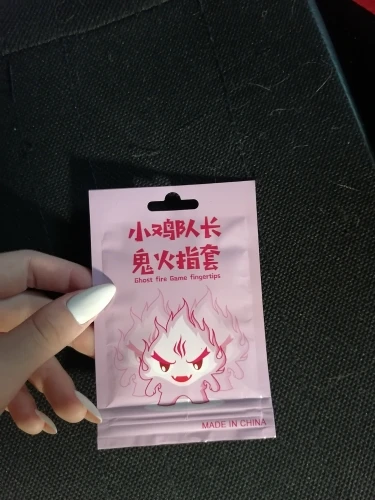 小鸡队长
鬼火指套
Ghost fire Game fingertips
MADE IN CHINA